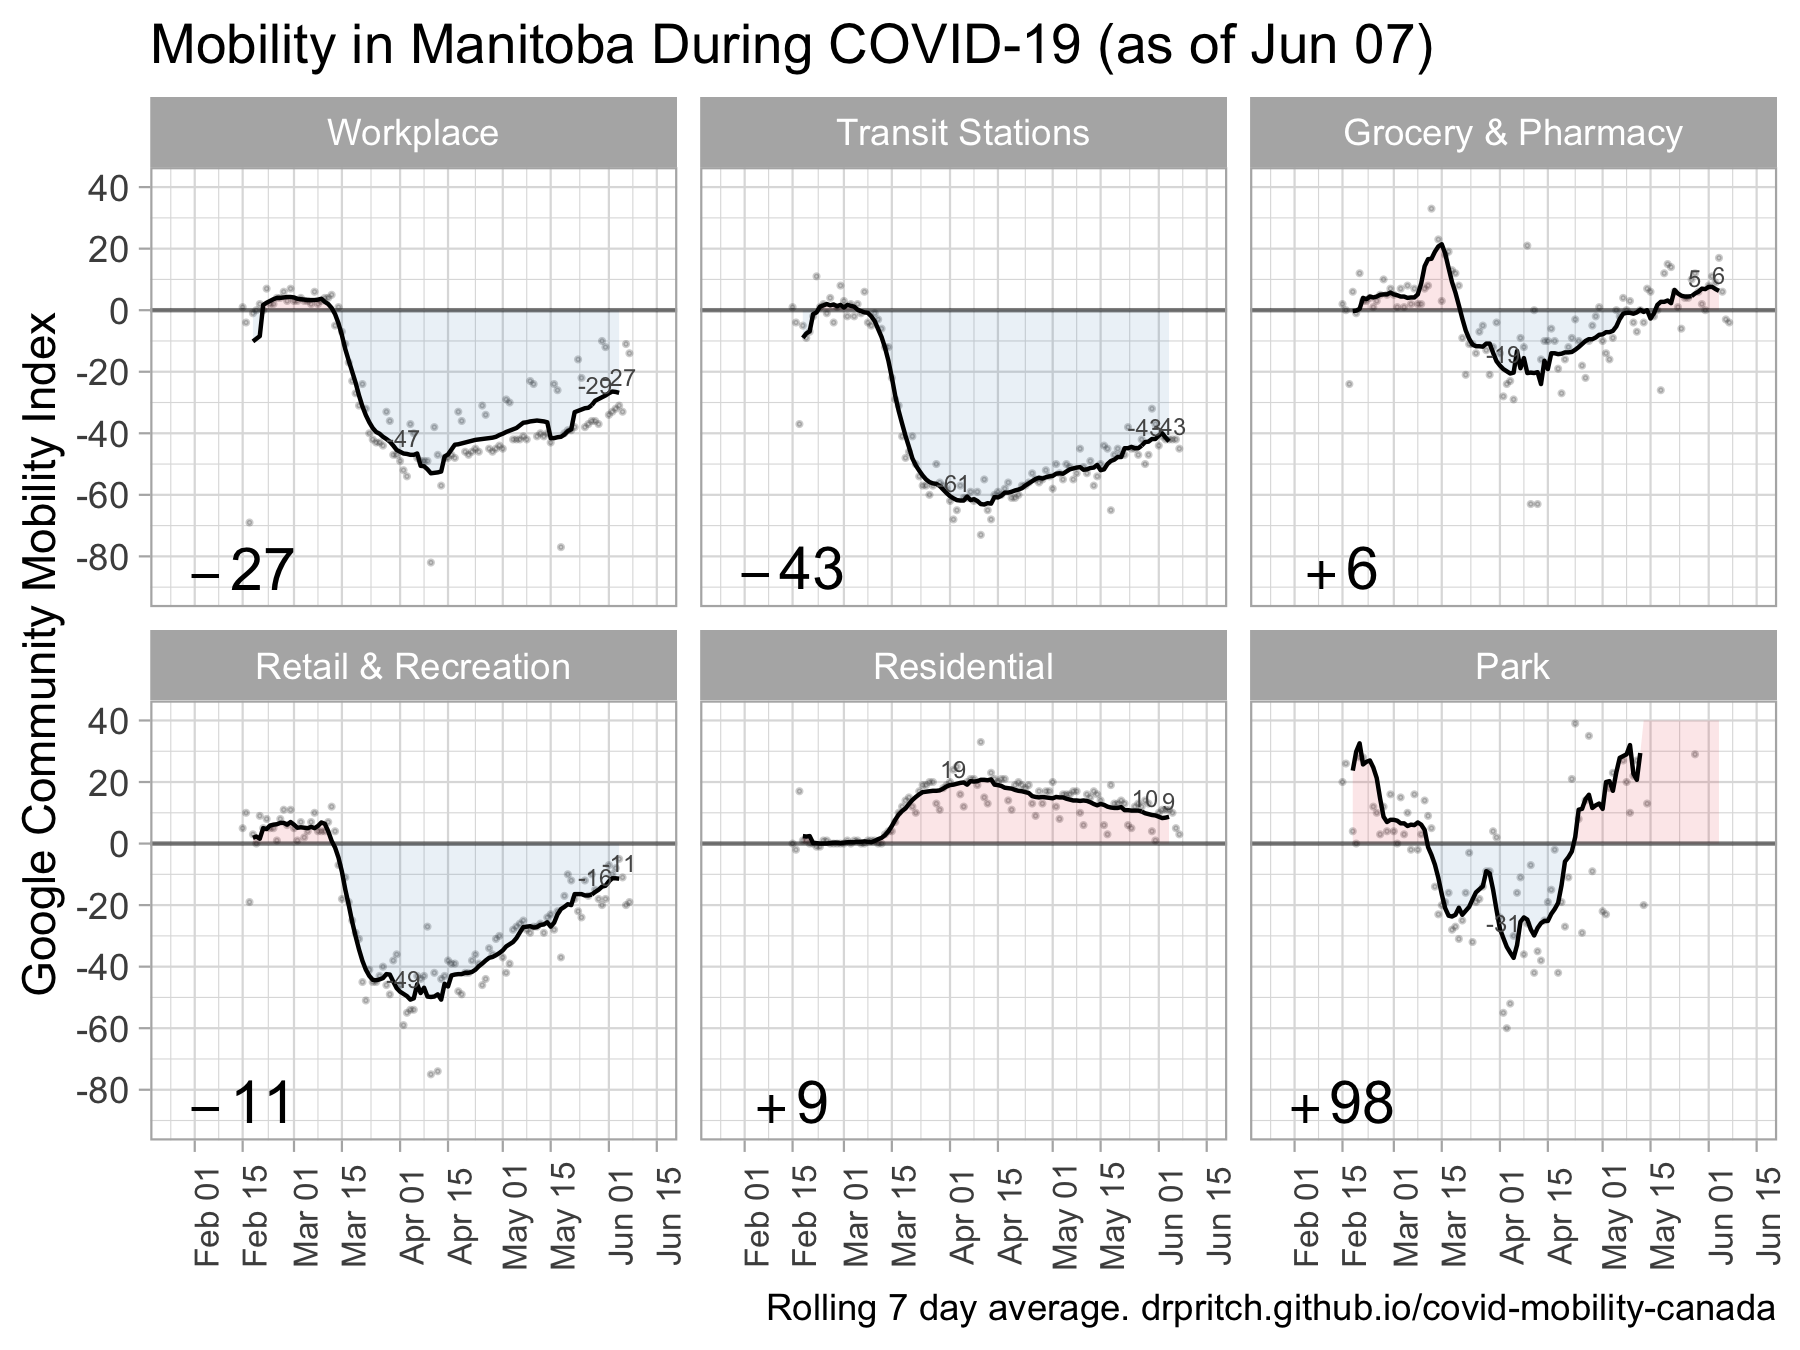 Mobility in Manitoba During COVID-19 (as of Jun 07)
Google Community Mobility Index
Workplace
Transit Stations
Grocery & Pharmacy
40
20
0
-20
-40
-60
-80
-47
-29
-27
−27
-61
-43
-43
−43
-19
5
6
+6
Retail & Recreation
Residential
Park
40
20
0
-20
-40
-60
-80
-49
-16
-11
−11
19
10
9
+9
-31
+98
Feb 01
Feb 15
Mar 01
Mar 15
Apr 01
Apr 15
May 01
May 15
Jun 01
Jun 15
Feb 01
Feb 15
Mar 01
Mar 15
Apr 01
Apr 15
May 01
May 15
Jun 01
Jun 15
Feb 01
Feb 15
Mar 01
Mar 15
Apr 01
Apr 15
May 01
May 15
Jun 01
Jun 15
Rolling 7 day average. drpritch.github.io/covid-mobility-canada